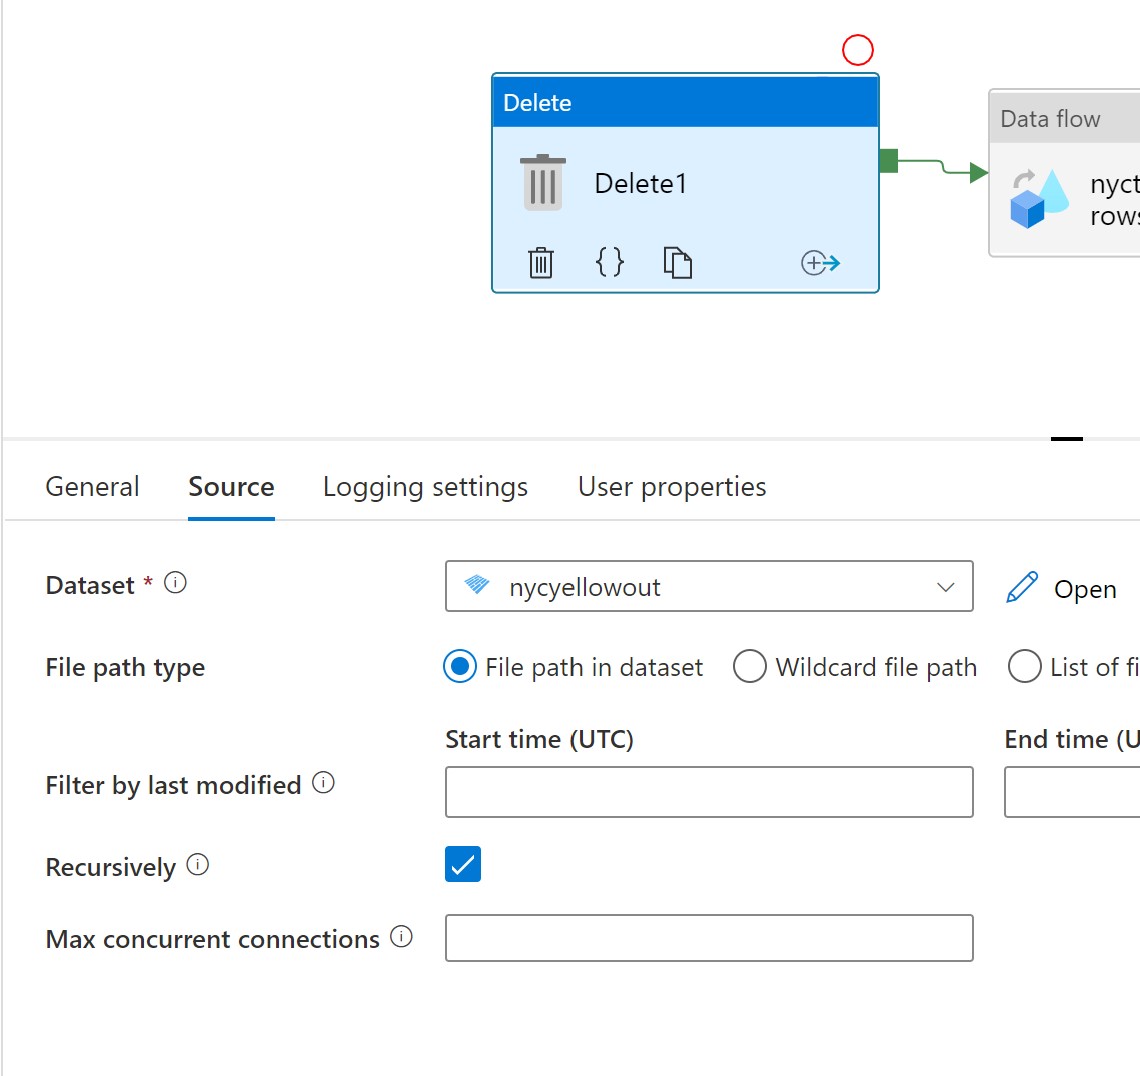 Delete
Delete1
{ }
Data flow
nyct
rows
General Source Logging settings User properties
Dataset *
nycyellowout
Open
File path type
File path in dataset
Wildcard file path
List of fi
Start time (UTC)
End time (U
Filter by last modified
Recursively
Max concurrent connections